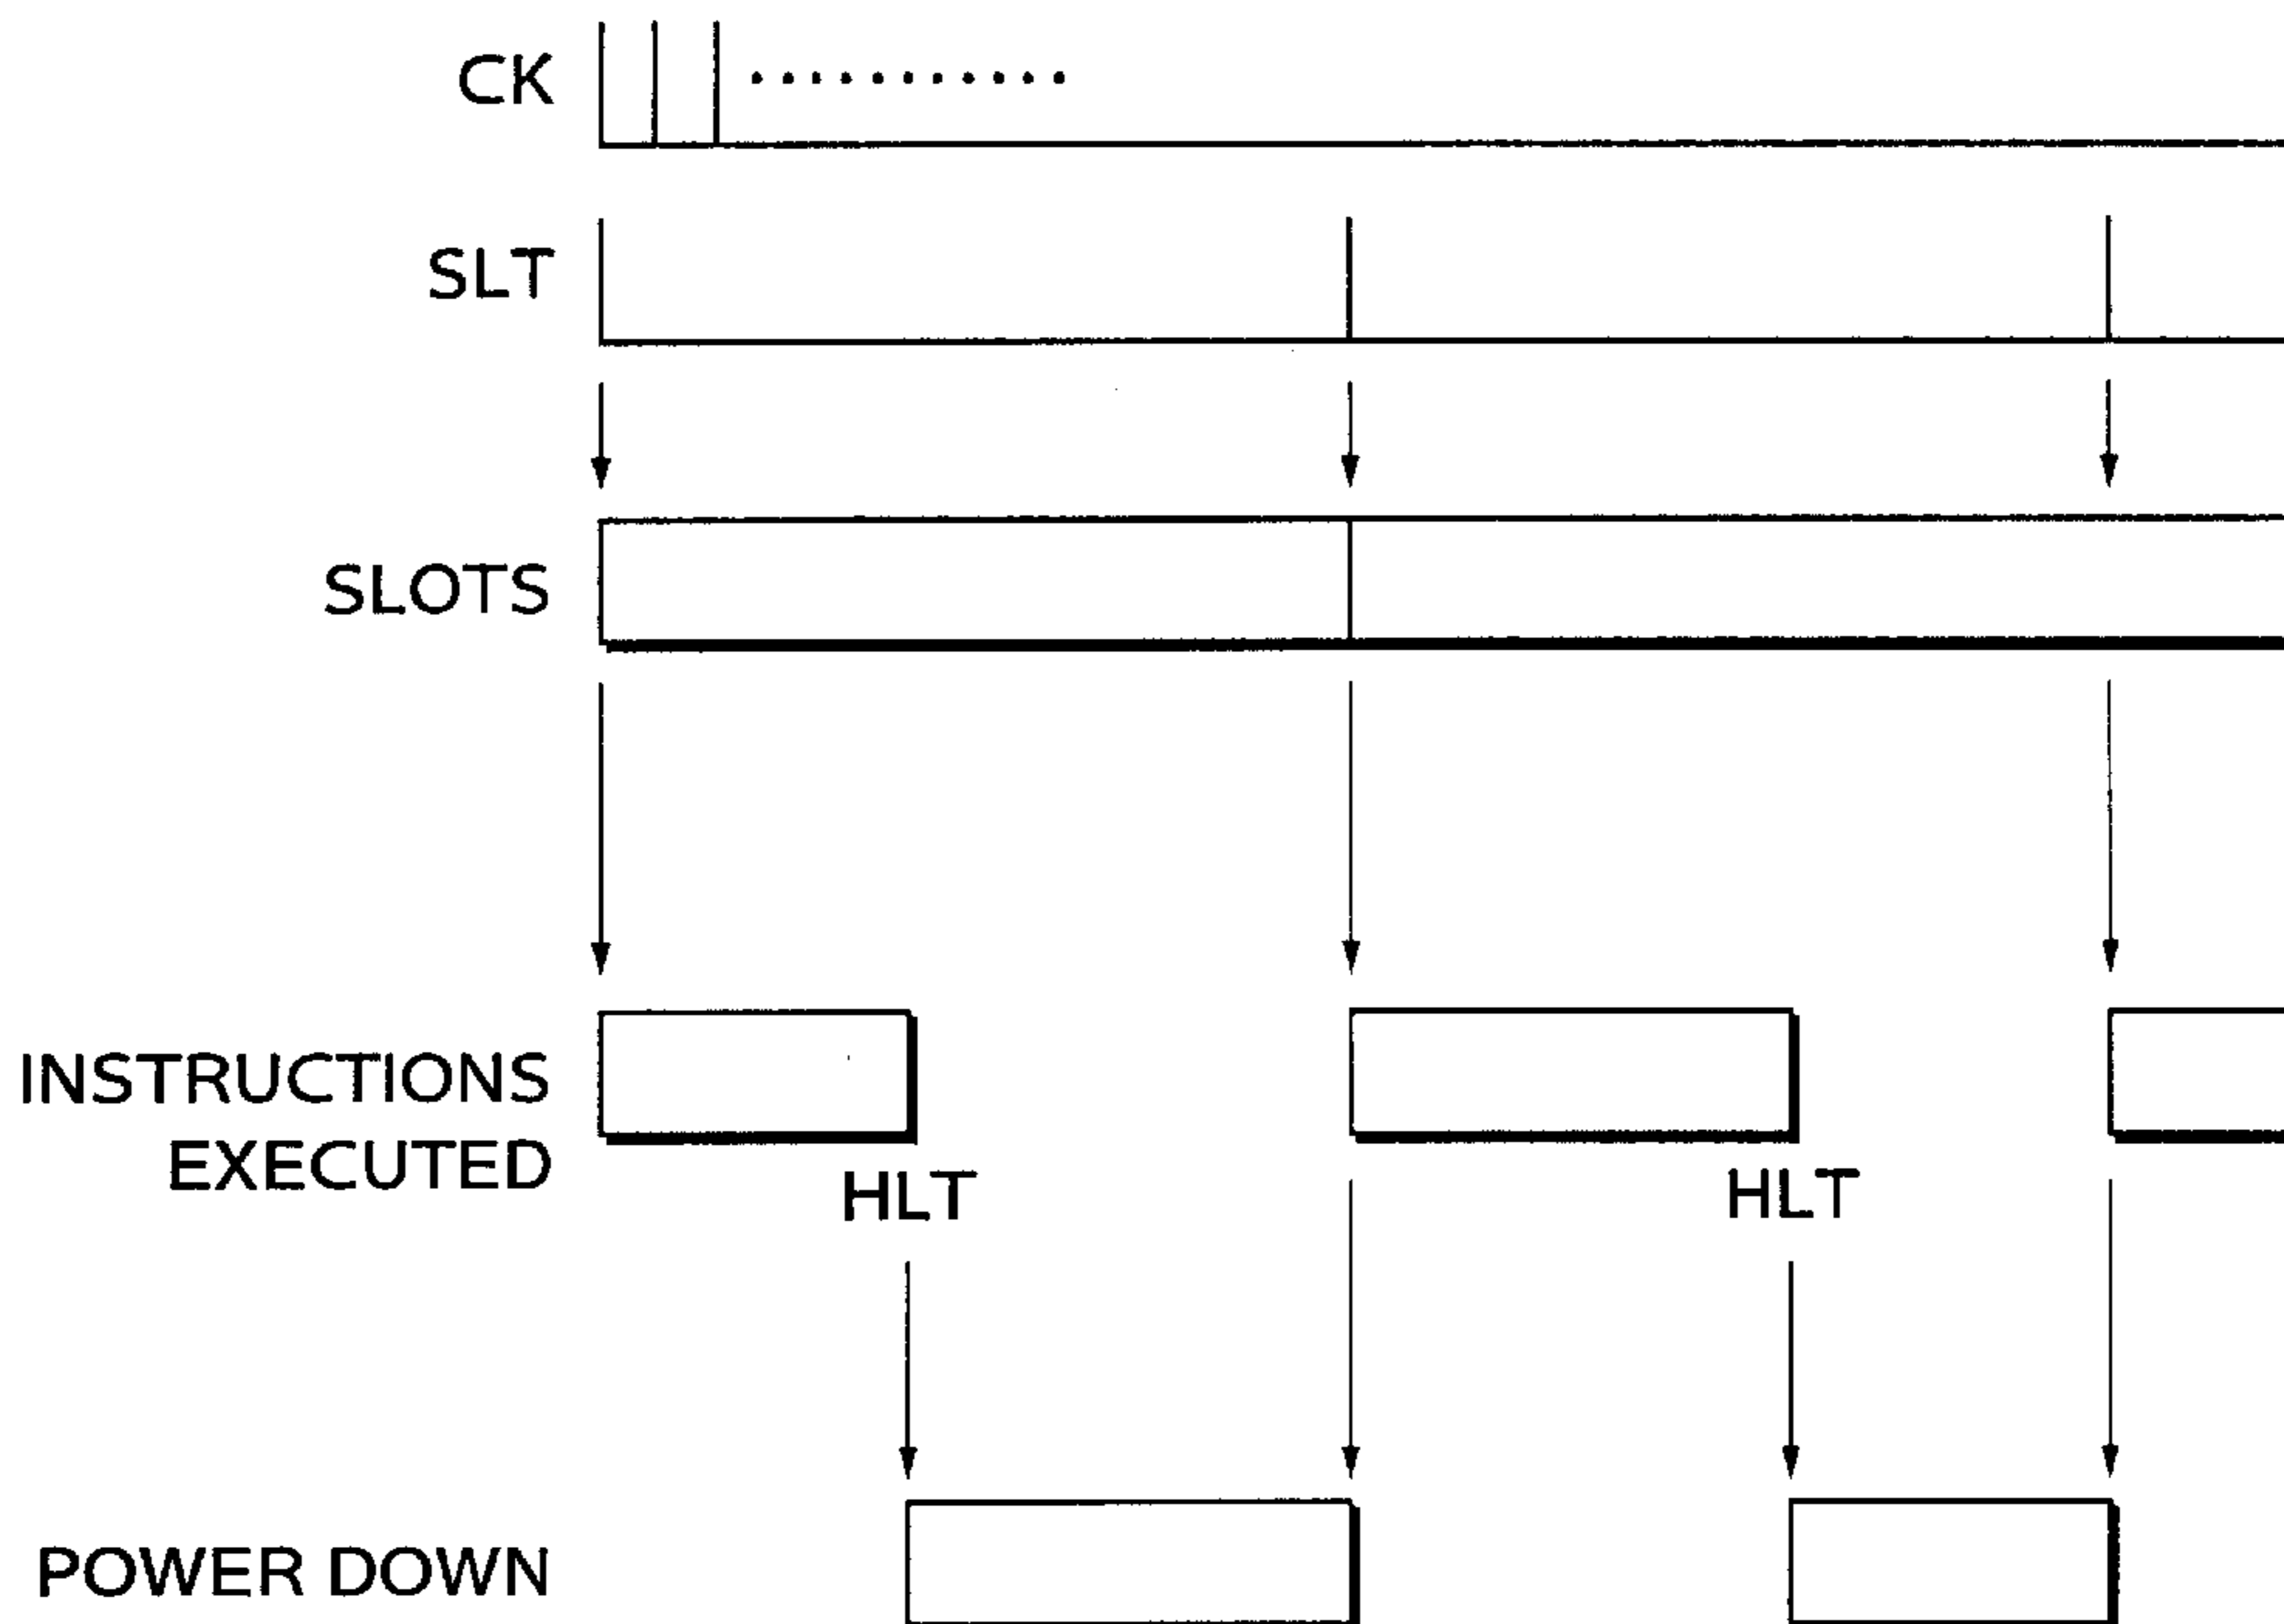 CK
SLT
SLOTS
INSTRUCTIONS
EXECUTED
HLT
HLT
POWER DOWN